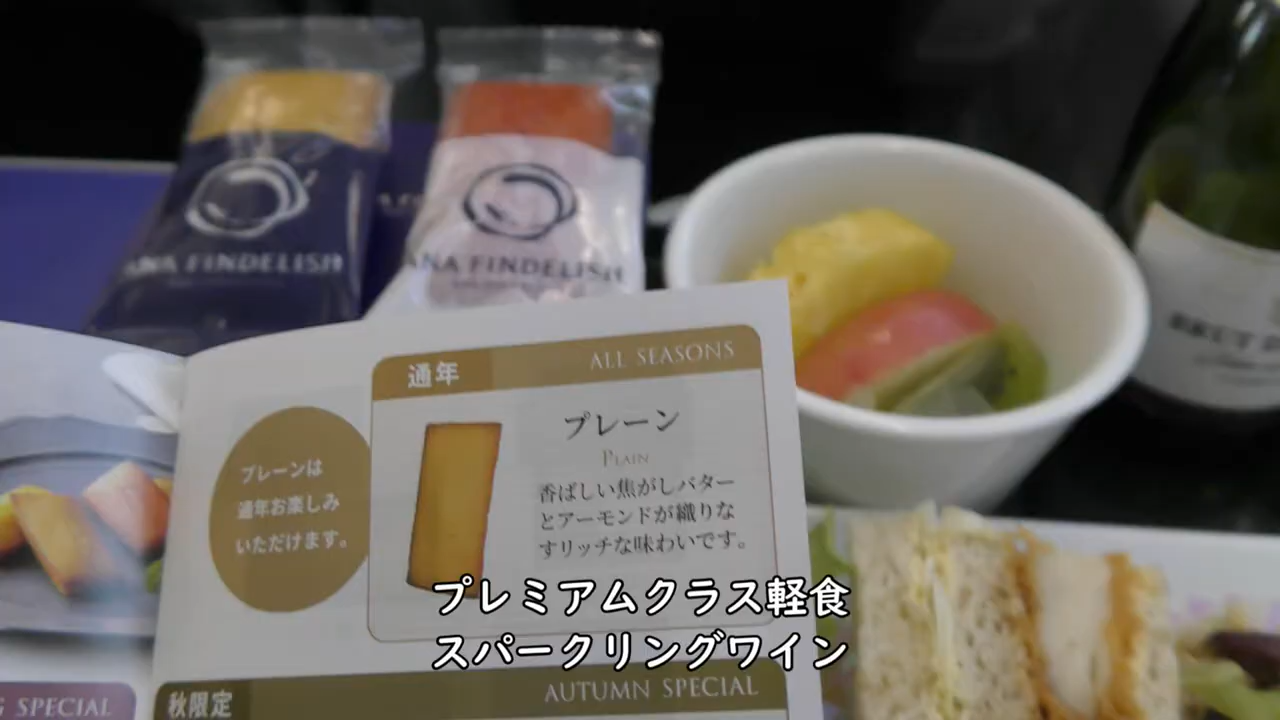 ANA FINDELISH
ANA FINDELISH
通年
ALL SEASONS
プレーン
PLAIN
香ばしい焦がしバター
とアーモンドが織りな
すリッチな味わいです。
プレーンは
通年お楽しみ
いただけます。
プレミアムクラス軽食
スパークリングワイン
SPECIAL
秋限定
AUTUMN SPECIAL
BRUT